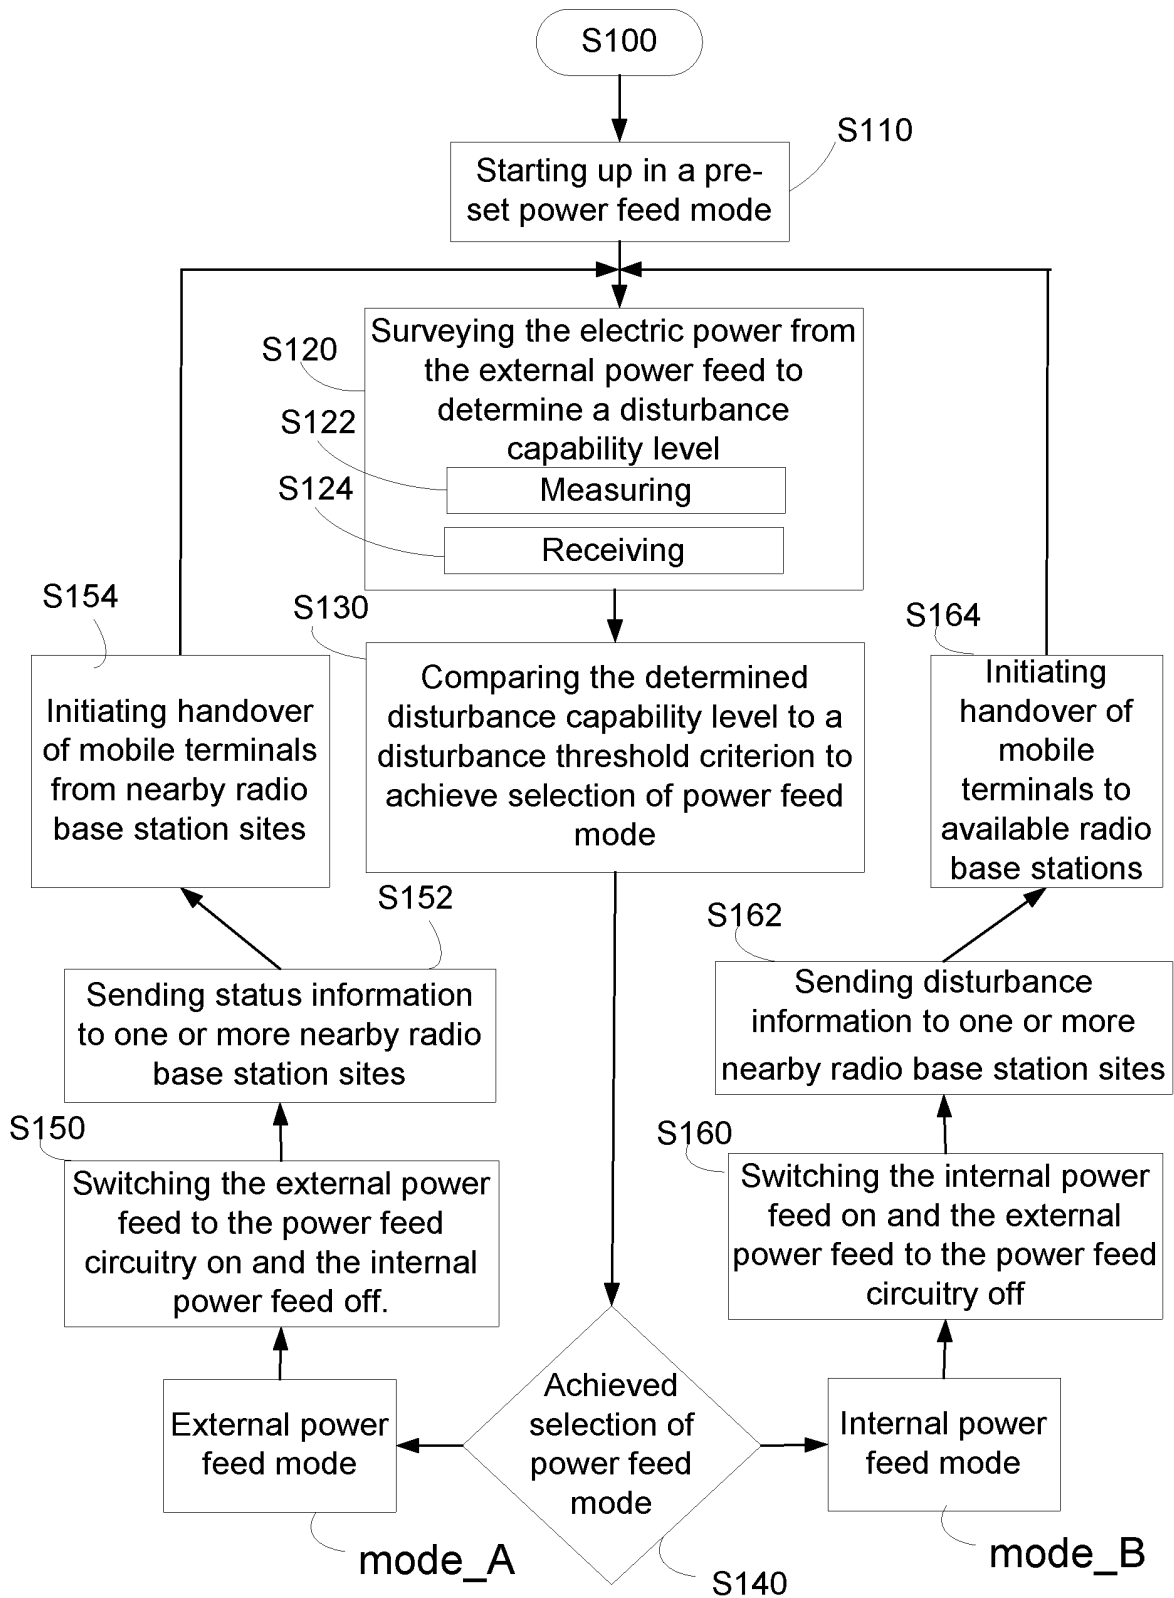 S100
S110
Starting up in a pre-
set power feed mode
S120
Surveying the electric power from
the external power feed to
determine a disturbance
capability level
S122
Measuring
S124
Receiving
S154
Initiating handover
of mobile terminals
from nearby radio
base station sites
S130
Comparing the determined
disturbance capability level to a
disturbance threshold criterion to
achieve selection of power feed
mode
S164
Initiating
handover of
mobile
terminals to
available radio
base stations
S152
Sending status information
to one or more nearby radio
base station sites
S162
Sending disturbance
information to one or more
nearby radio base station sites
S150
Switching the external power
feed to the power feed
circuitry on and the internal
power feed off.
S160
Switching the internal power
feed on and the external
power feed to the power feed
circuitry off
External power
feed mode
mode_A
Achieved
selection of
power feed
mode
S140
Internal power
feed mode
mode_B